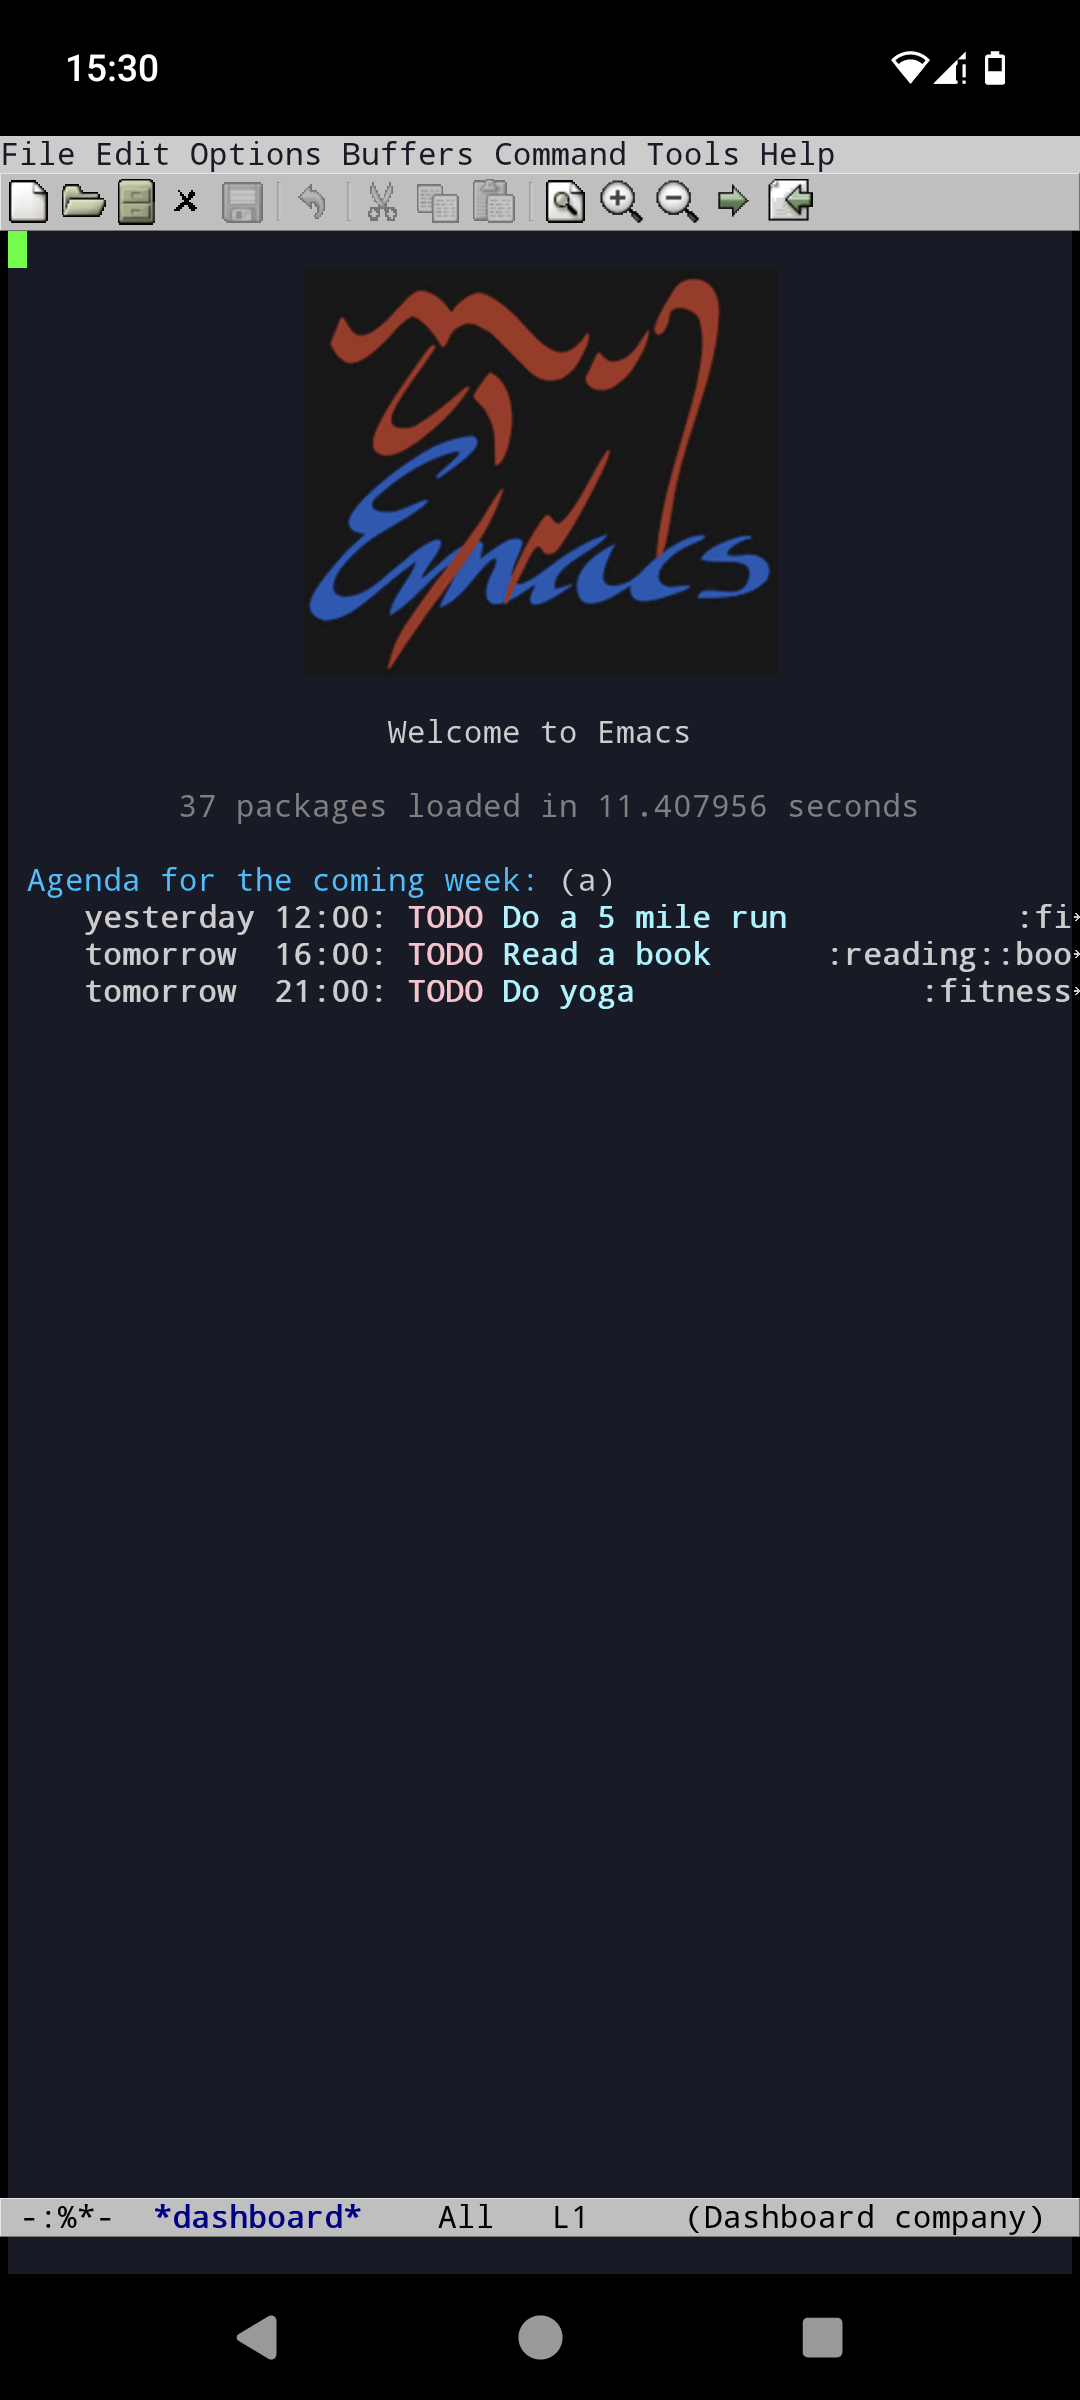 15:30
File Edit Options Buffers Command Tools Help
Emacs
Welcome to Emacs
37 packages loaded in 11.407956 seconds
Agenda for the coming week: (a)
yesterday 12:00: TODO Do a 5 mile run :fi
tomorrow 16:00: TODO Read a book :reading::boo
tomorrow 21:00: TODO Do yoga :fitness
-:%*- *dashboard* All L1 (Dashboard company)